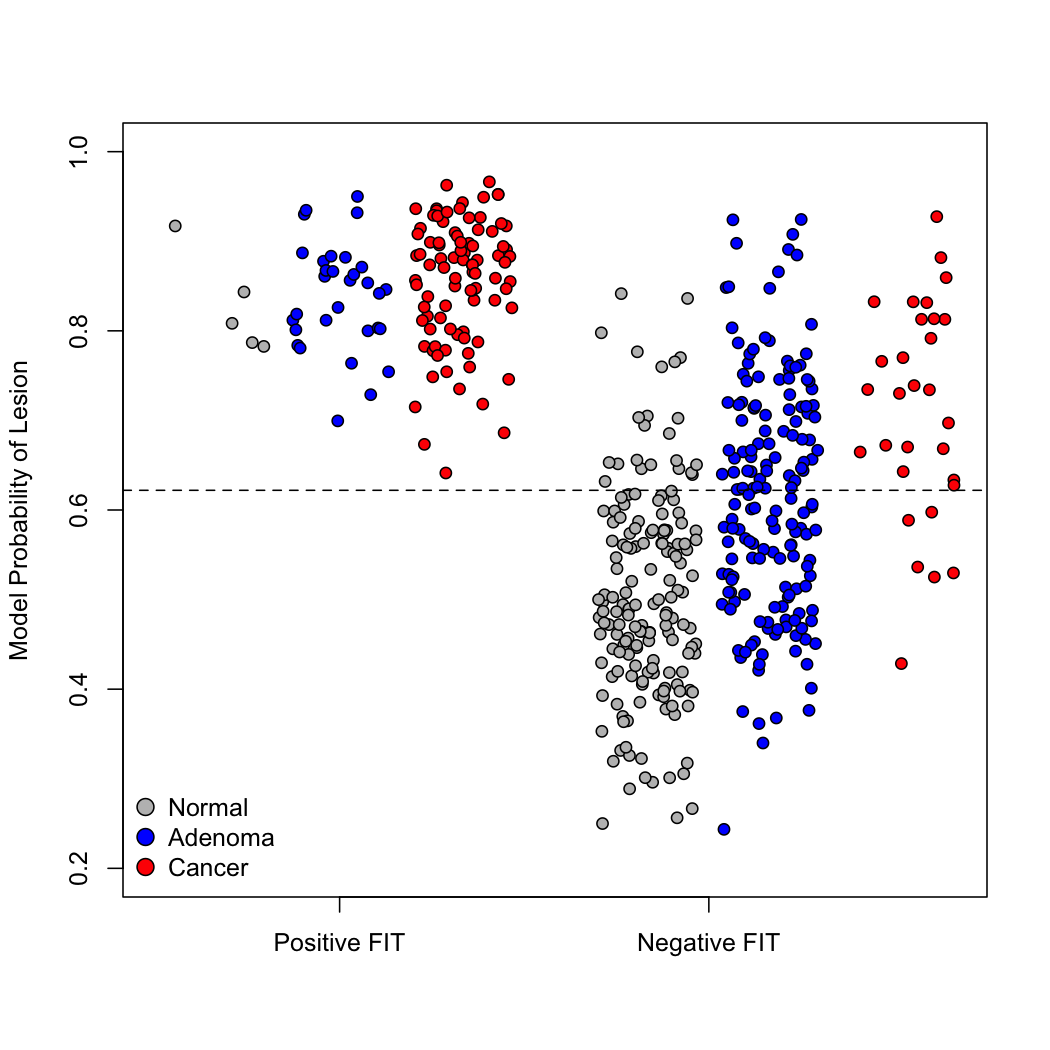 1.0
0.8
0.6
0.4
0.2
Model Probability of Lesion
Normal
Adenoma
Cancer
Positive FIT
Negative FIT